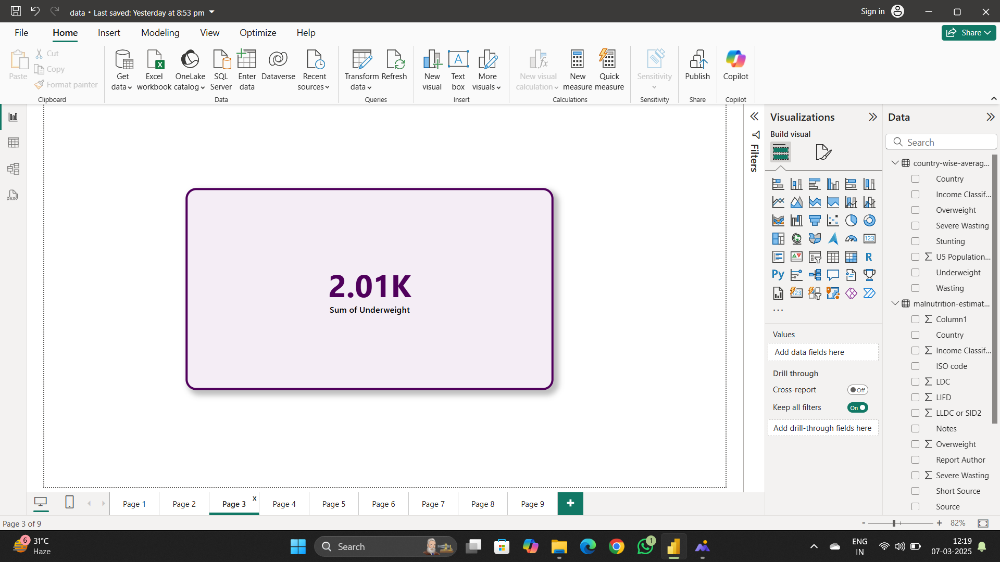 data • Last saved: Yesterday at 8:53 pm
Sign in
File
Home
Insert
Modeling
View
Optimize
Help
Share
Paste
Cut
Copy
Format painter
Clipboard
Get data
Excel workbook
OneLake catalog
SQL Server
Enter data
Dataverse
Recent sources
Data
Transform data
Refresh
Queries
New visual
Text box
More visuals
Insert
New visual calculation
New measure
Quick measure
Calculations
Sensitivity
Sensitivity
Publish
Share
Copilot
Copilot
2.01K
Sum of Underweight
Filters
Visualizations
Build visual
Values
Add data fields here
Drill through
Cross-report
Off
Keep all filters
On
Add drill-through fields here
Data
Search
country-wise-averag...
Country
Income Classif...
Overweight
Severe Wasting
Stunting
U5 Population...
Underweight
Wasting
malnutrition-estimat...
Column1
Country
Income Classif...
ISO code
LDC
LIFD
LLDC or SID2
Notes
Overweight
Report Author
Severe Wasting
Short Source
Source
Page 1
Page 2
Page 3
x
Page 4
Page 5
Page 6
Page 7
Page 8
Page 9
+
Page 3 of 9
- + 82%
6
31°C
Haze
Search
1
ENG
IN
12:19
07-03-2025